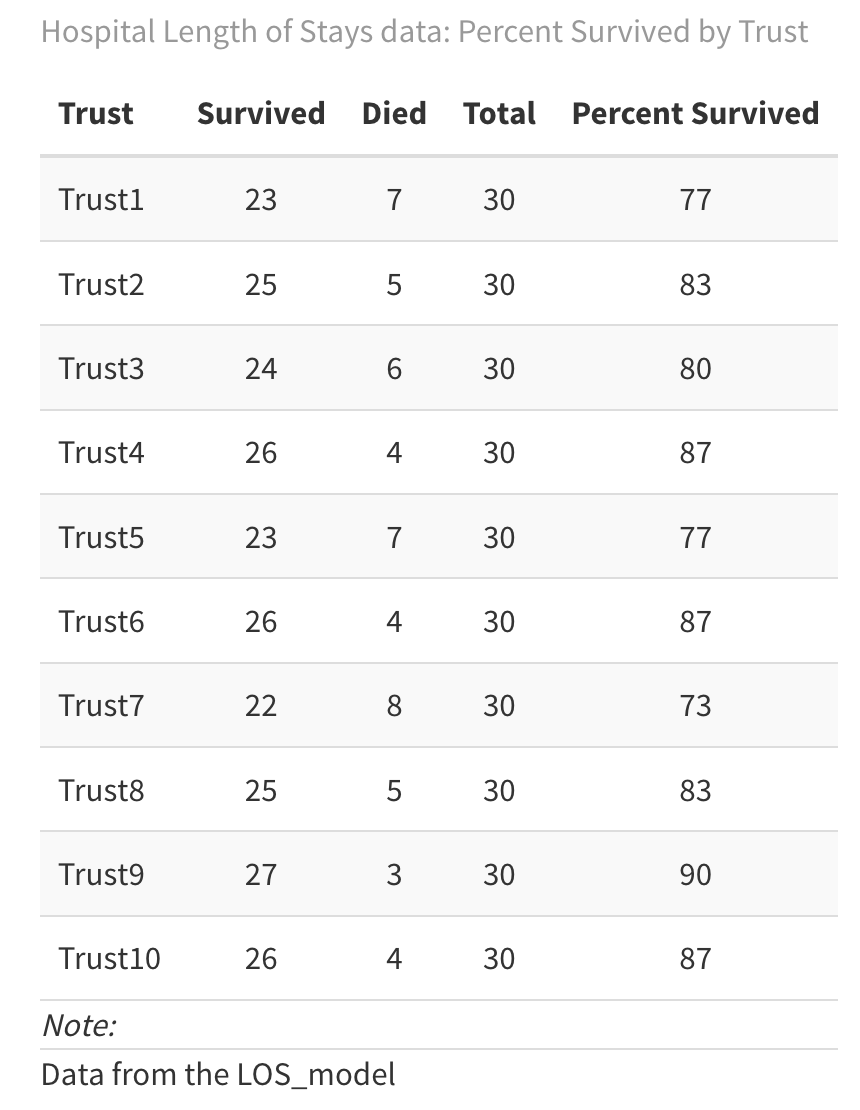 Hospital Length of Stays data: Percent Survived by Trust
Trust Survived Died Total Percent Survived
Trust1 23 7 30 77
Trust2 25 5 30 83
Trust3 24 6 30 80
Trust4 26 4 30 87
Trust5 23 7 30 77
Trust6 26 4 30 87
Trust7 22 8 30 73
Trust8 25 5 30 83
Trust9 27 3 30 90
Trust10 26 4 30 87
Note:
Data from the LOS_model